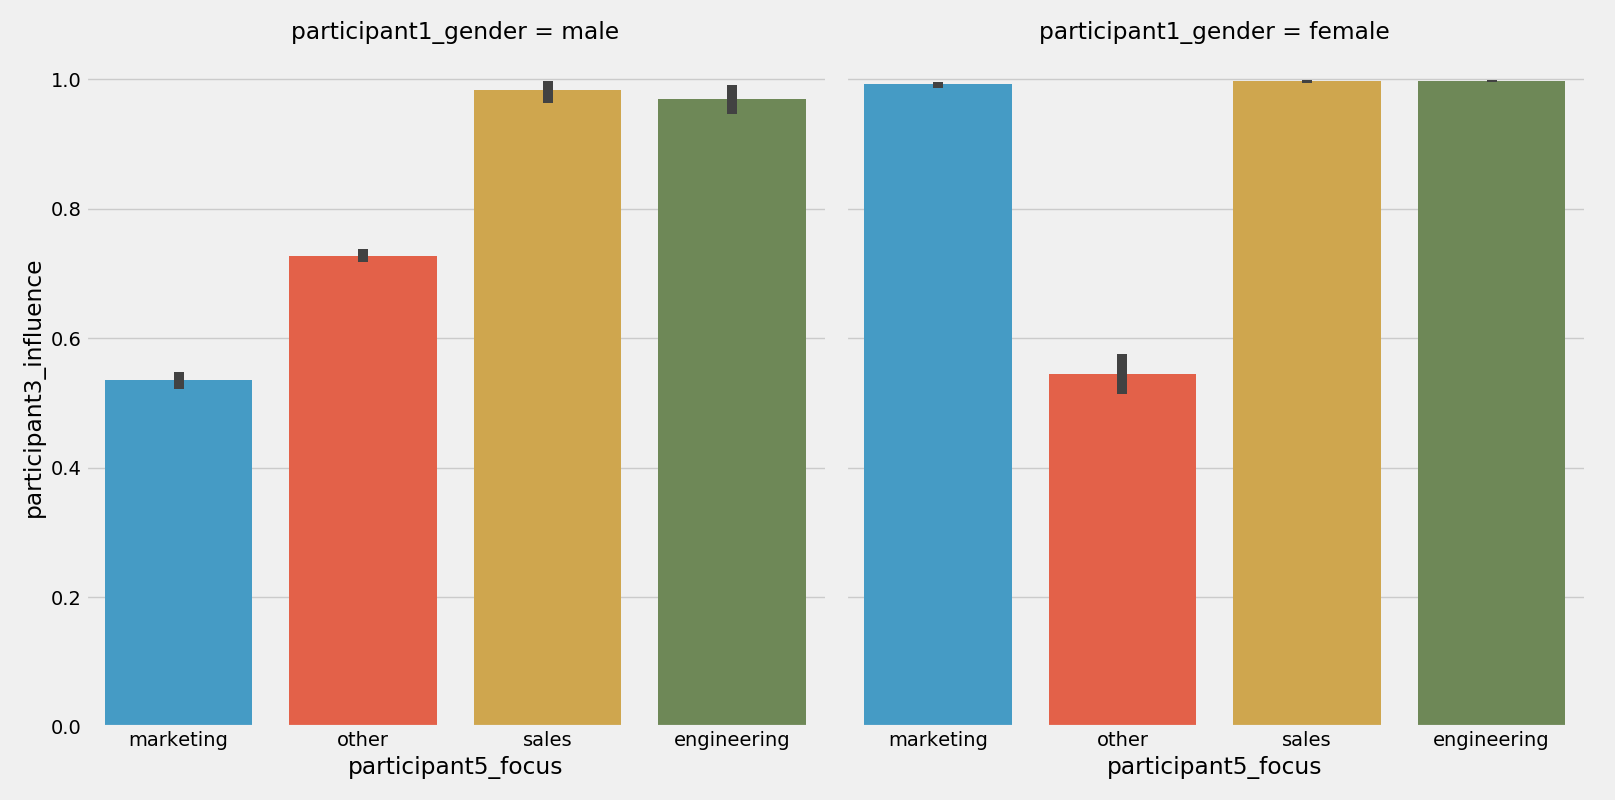 participant1_gender = male
participant1_gender = female
participant3_influence
1.0
0.8
0.6
0.4
0.2
0.0
marketing other sales engineering
marketing other sales engineering
participant5_focus
participant5_focus